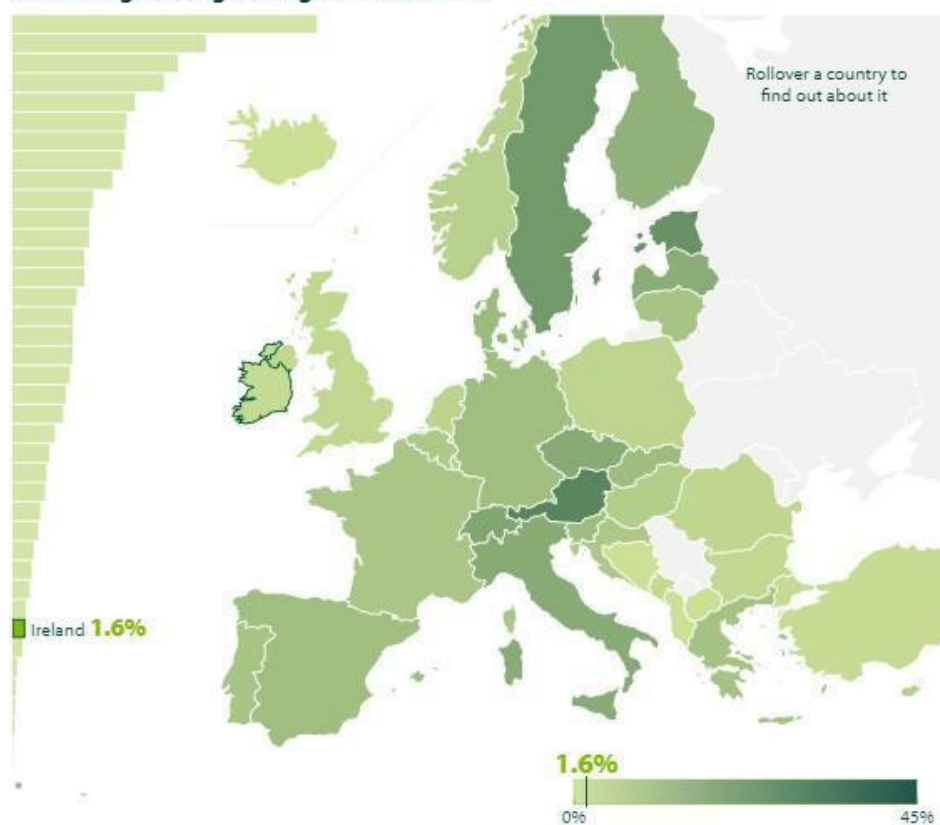 Rollover a country to
find out about it
Ireland 1.6%
1.6%
0%
45%